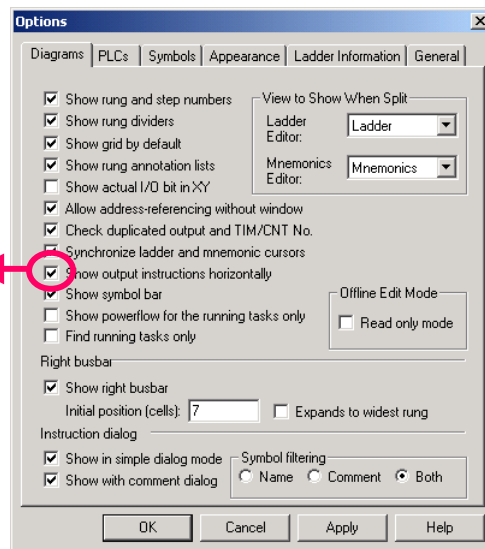 Options
Diagrams PLCs Symbols Appearance Ladder Information General
Show rung and step numbers
Show rung dividers
Show grid by default
Show rung annotation lists
Show actual I/O bit in XY
Allow address-referencing without window
Check duplicated output and TIM/CNT No.
Synchronize ladder and mnemonic cursors
Show output instructions horizontally
Show symbol bar
Show powerflow for the running tasks only
Find running tasks only
View to Show When Split
Ladder
Editor:
Ladder
Mnemonics
Editor:
Mnemonics
Offline Edit Mode
Read only mode
Right busbar
Show right busbar
Initial position (cells): 7
Expands to widest rung
Instruction dialog
Show in simple dialog mode
Show with comment dialog
Symbol filtering
Name Comment Both
OK Cancel Apply Help